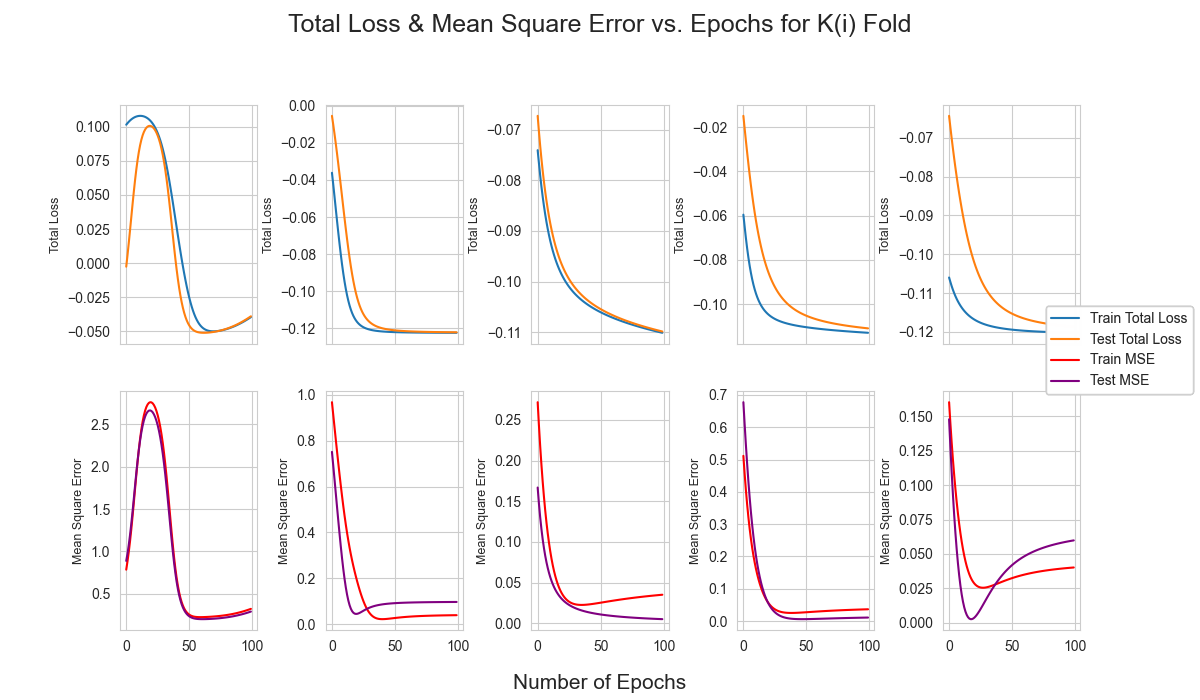 Total Loss & Mean Square Error vs. Epochs for K(i) Fold
Total Loss
0.100
0.075
0.050
0.025
0.000
−0.025
−0.050
Total Loss
0.00
−0.02
−0.04
−0.06
−0.08
−0.10
−0.12
Total Loss
−0.07
−0.08
−0.09
−0.10
−0.11
Total Loss
−0.02
−0.04
−0.06
−0.08
−0.10
Total Loss
−0.07
−0.08
−0.09
−0.10
−0.11
−0.12
Train Total Loss
Test Total Loss
Train MSE
Test MSE
Mean Square Error
2.5
2.0
1.5
1.0
0.5
0 50 100
Mean Square Error
1.0
0.8
0.6
0.4
0.2
0.0
0 50 100
Mean Square Error
0.25
0.20
0.15
0.10
0.05
0.00
0 50 100
Mean Square Error
0.7
0.6
0.5
0.4
0.3
0.2
0.1
0.0
0 50 100
Mean Square Error
0.150
0.125
0.100
0.075
0.050
0.025
0.000
0 50 100
Number of Epochs